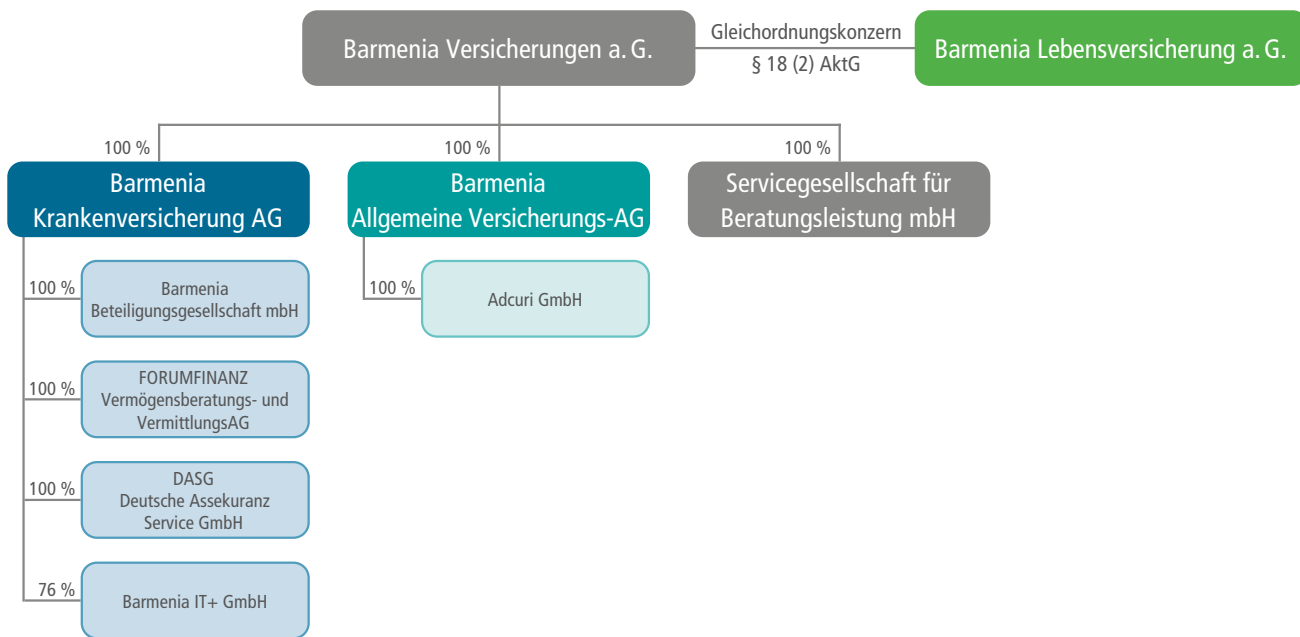 Barmenia Versicherungen a. G.
Gleichordnungskonzern
§ 18 (2) AktG
Barmenia Lebensversicherung a. G.
100 %
100 %
100 %
Barmenia
Krankenversicherung AG
Barmenia
Allgemeine Versicherungs-AG
Servicegesellschaft für
Beratungsleistung mbH
100 %
Barmenia
Beteiligungsgesellschaft mbH
100 %
Adcuri GmbH
100 %
FORUMFINANZ
Vermögensberatungs- und
VermittlungsAG
100 %
DASG
Deutsche Assekuranz
Service GmbH
76 %
Barmenia IT+ GmbH